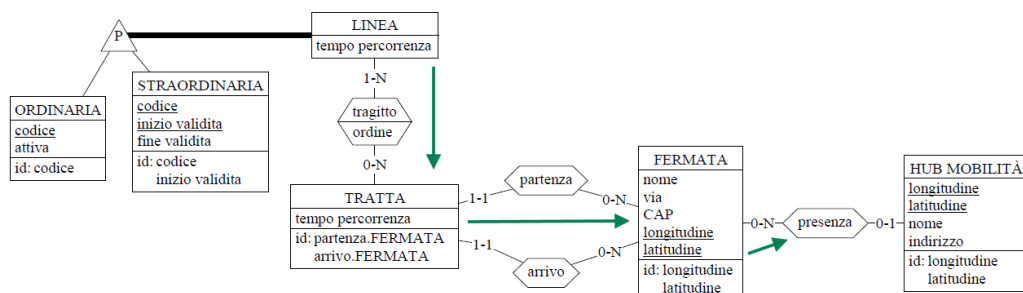 P
LINEA
tempo percorrenza
ORDINARIA
codice
attiva
id: codice
STRAORDINARIA
codice
inizio validita
fine validita
id: codice
inizio validita
1-N
tragitto
ordine
0-N
TRATTA
tempo percorrenza
id: partenza.FERMATA
arrivo.FERMATA
1-1
partenza
0-N
1-1
arrivo
0-N
FERMATA
nome
via
CAP
longitudine
latitudine
id: longitudine
latitudine
0-N
presenza
0-1
HUB MOBILITÀ
longitudine
latitudine
nome
indirizzo
id: longitudine
latitudine